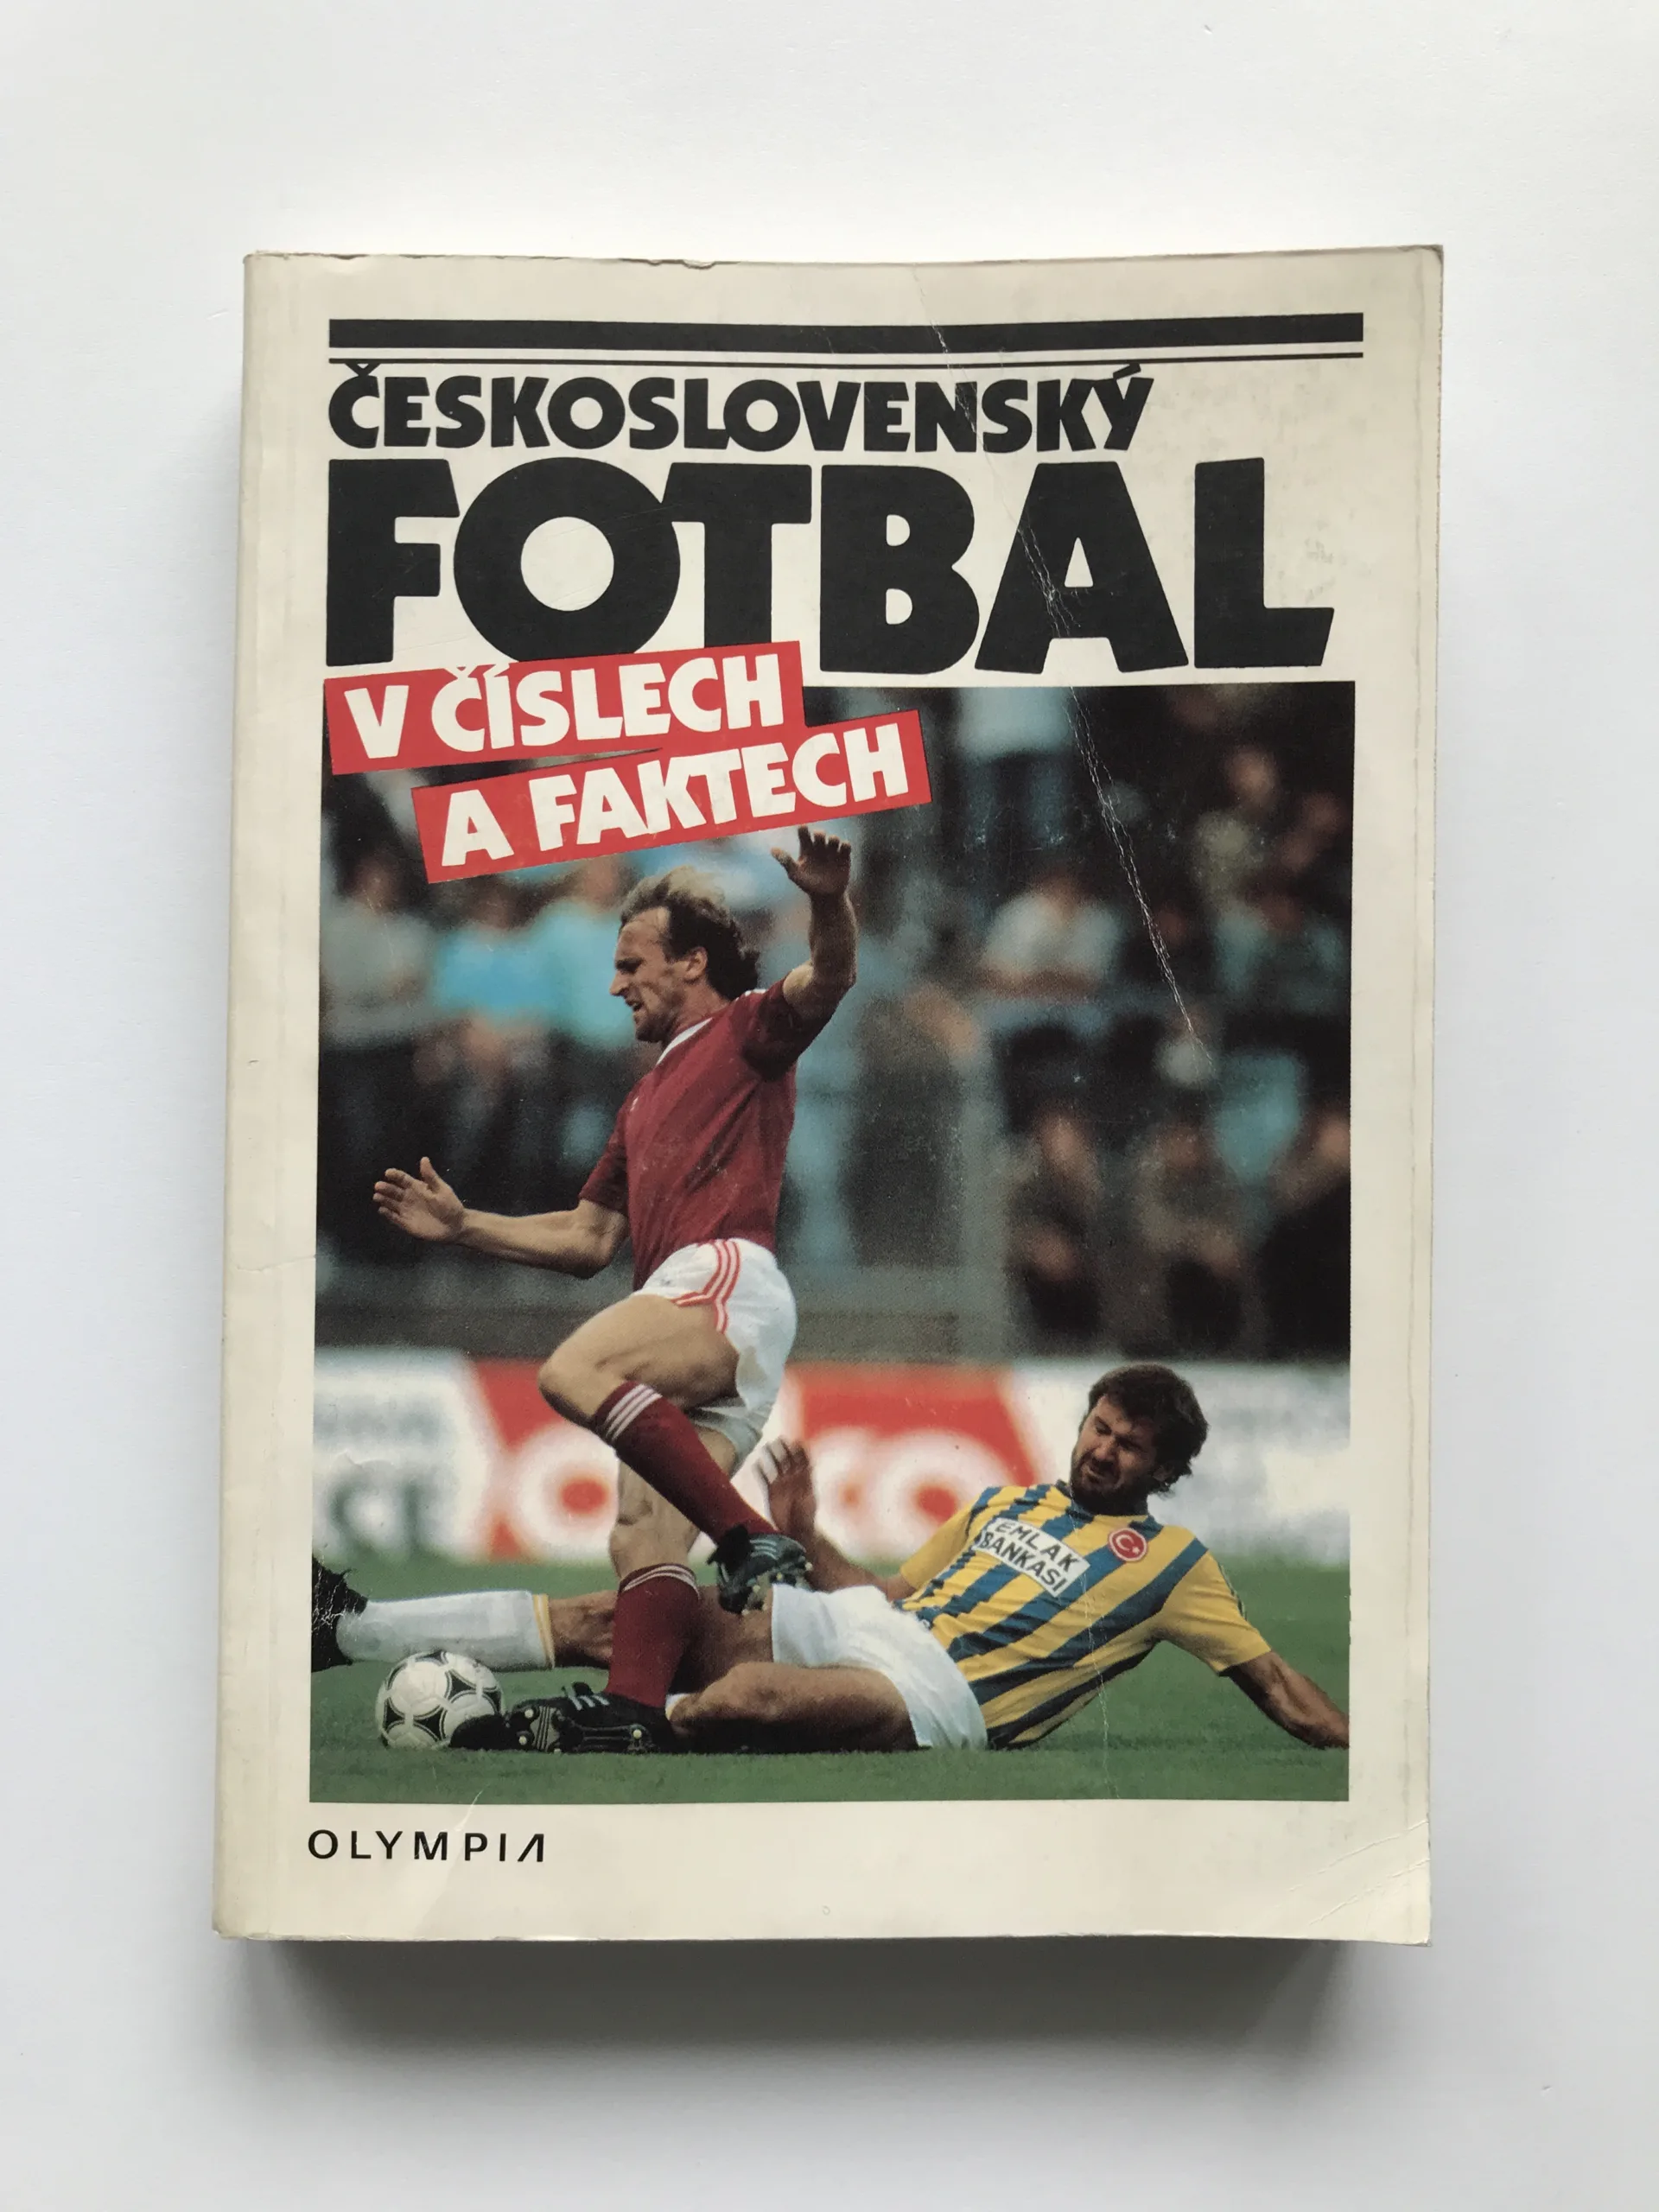 ČESKOSLOVENSKÝ
FOTBAL
V ČÍSLECH
A FAKTECH
EMLAK
BANKASI
OLYMPIA